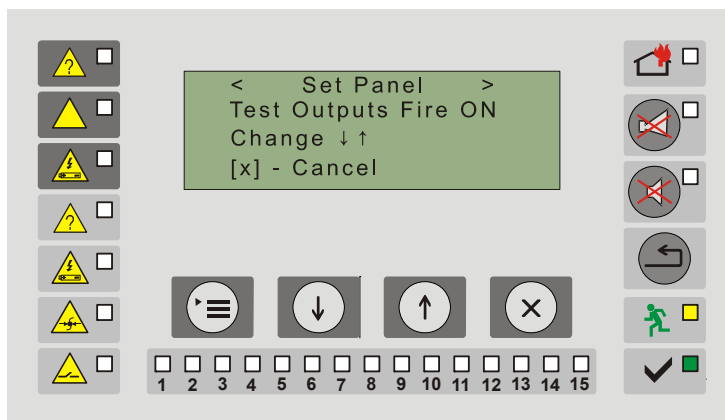 < Set Panel >
Test Outputs Fire ON
Change ↓↑
[x] - Cancel
1 2 3 4 5 6 7 8 9 10 11 12 13 14 15